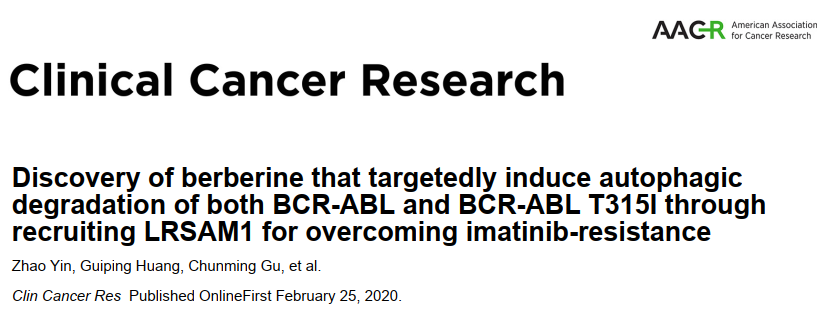 AACR American Association
for Cancer Research
Clinical Cancer Research
Discovery of berberine that targetedly induce autophagic
degradation of both BCR-ABL and BCR-ABL T315I through
recruiting LRSAM1 for overcoming imatinib-resistance
Zhao Yin, Guiping Huang, Chunming Gu, et al.
Clin Cancer Res Published OnlineFirst February 25, 2020.